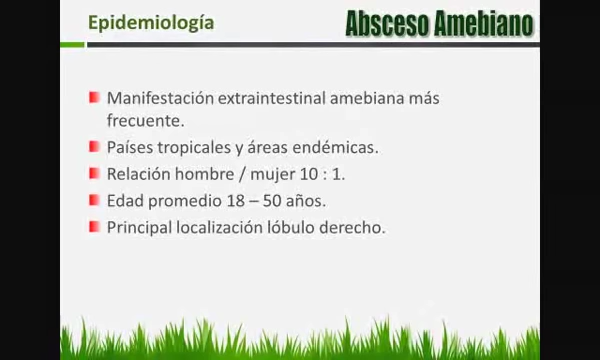 Epidemiología
Absceso Amebiano
Manifestación extraintestinal amebiana más
frecuente.
Países tropicales y áreas endémicas.
Relación hombre / mujer 10 : 1.
Edad promedio 18 – 50 años.
Principal localización lóbulo derecho.